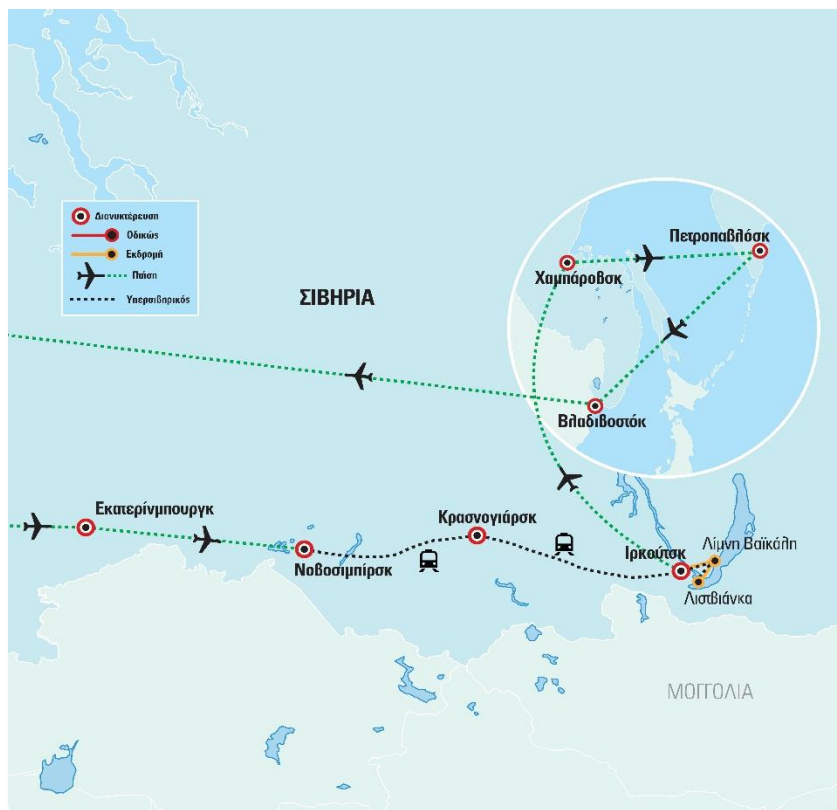 Διανυκτέρευση
Οδικώς
Εκδρομή
Πτήση
Υπερσιβηρικός
ΣΙΒΗΡΙΑ
Πετροπαβλόσκ
Χαμπάροβσκ
Βλαδιβοστόκ
Εκατερίνμπουργκ
Κρασνογιάρσκ
Νοβοσιμπίρσκ
Ιρκούτσκ
Λίμνη Βαϊκάλη
Λιστβιάνκα
ΜΟΓΓΟΛΙΑ